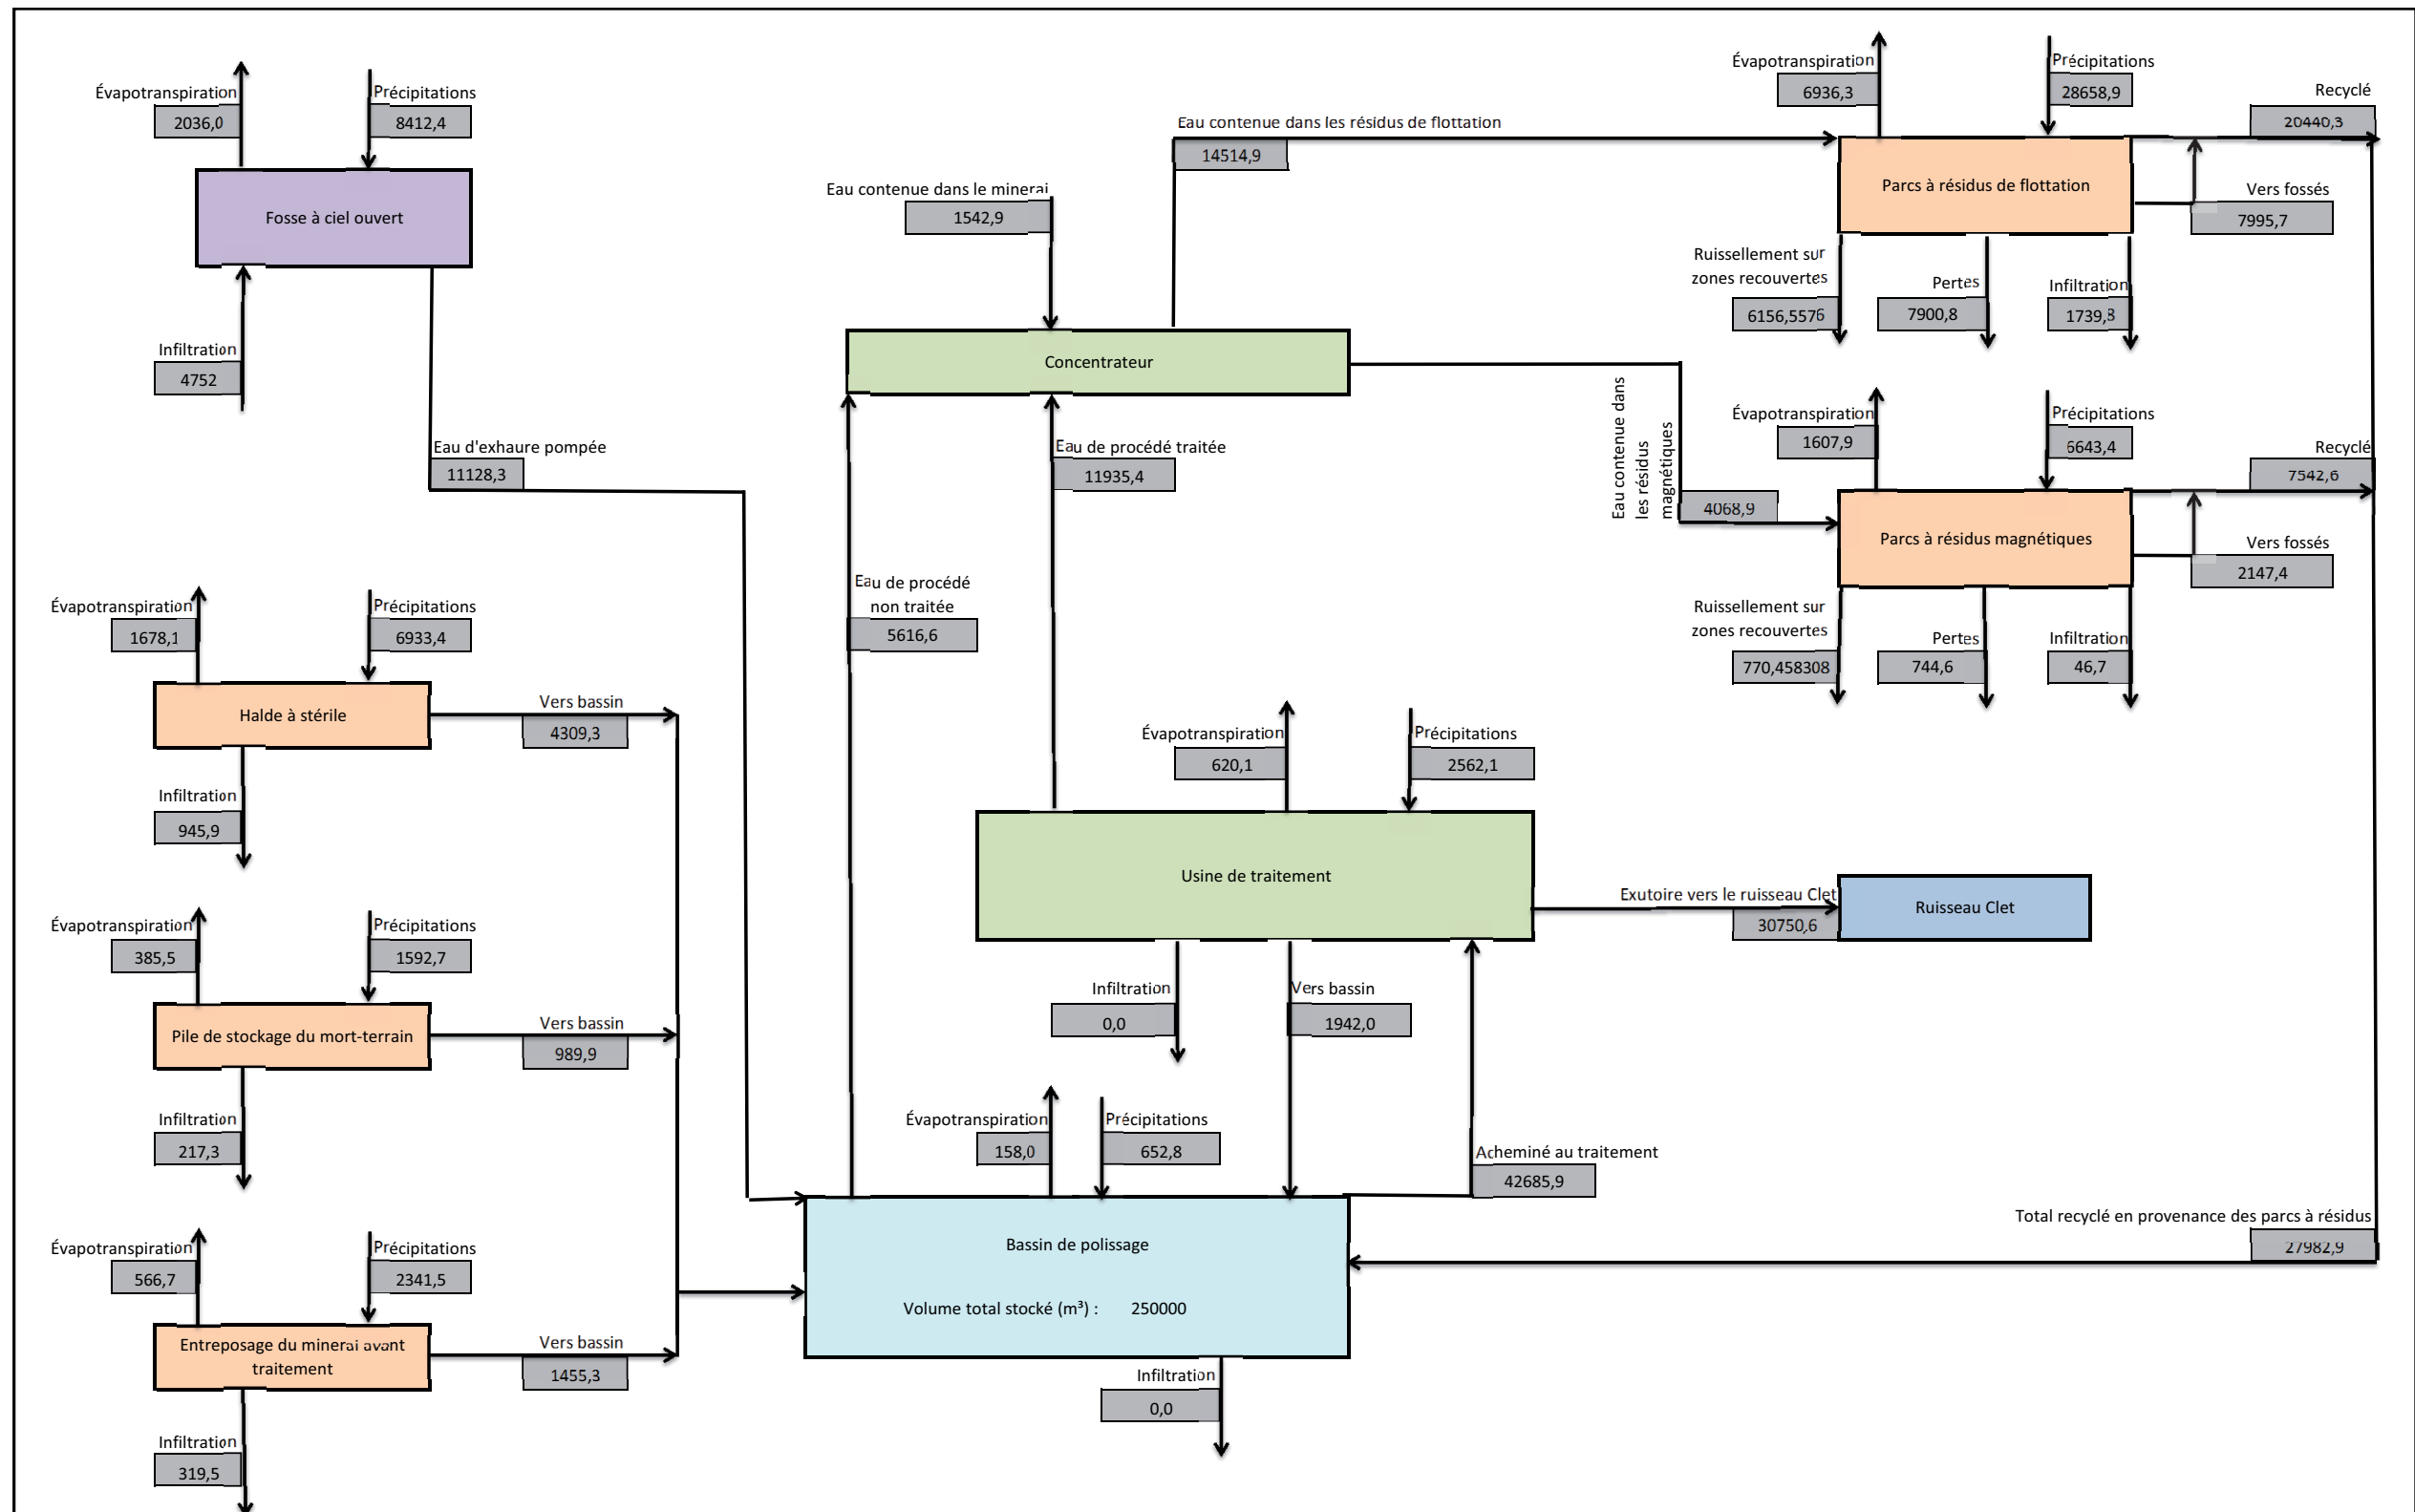 Évapotranspiration
2036,0
Précipitations
8412,4
Fosse à ciel ouvert
Infiltration
4752
Eau d'exhaure pompée
11128,3
Évapotranspiration
1678,1
Précipitations
6933,4
Halde à stérile
Vers bassin
4309,3
Infiltration
945,9
Évapotranspiration
385,5
Précipitations
1592,7
Pile de stockage du mort-terrain
Vers bassin
989,9
Infiltration
217,3
Évapotranspiration
566,7
Précipitations
2341,5
Entreposage du minerai avant
traitement
Vers bassin
1455,3
Infiltration
319,5
Eau contenue dans les résidus de flottation
14514,9
Eau contenue dans le minerai
1542,9
Concentrateur
Eau de procédé traitée
11935,4
Eau de procédé
non traitée
5616,6
Eau contenue dans
les résidus
magnétiques
4068,9
Évapotranspiration
620,1
Précipitations
2562,1
Usine de traitement
Exutoire vers le ruisseau Clet
30750,6
Ruisseau Clet
Infiltration
0,0
Vers bassin
1942,0
Évapotranspiration
158,0
Précipitations
652,8
Acheminé au traitement
42685,9
Bassin de polissage
Volume total stocké (m³) : 250000
Infiltration
0,0
Évapotranspiration
6936,3
Précipitations
28658,9
Recyclé
20440,3
Parcs à résidus de flottation
Vers fossés
7995,7
Ruissellement sur
zones recouvertes
6156,5576
Pertes
7900,8
Infiltration
1739,8
Évapotranspiration
1607,9
Précipitations
6643,4
Recyclé
7542,6
Parcs à résidus magnétiques
Vers fossés
2147,4
Ruissellement sur
zones recouvertes
770,458308
Pertes
744,6
Infiltration
46,7
Total recyclé en provenance des parcs à résidus
27982,9